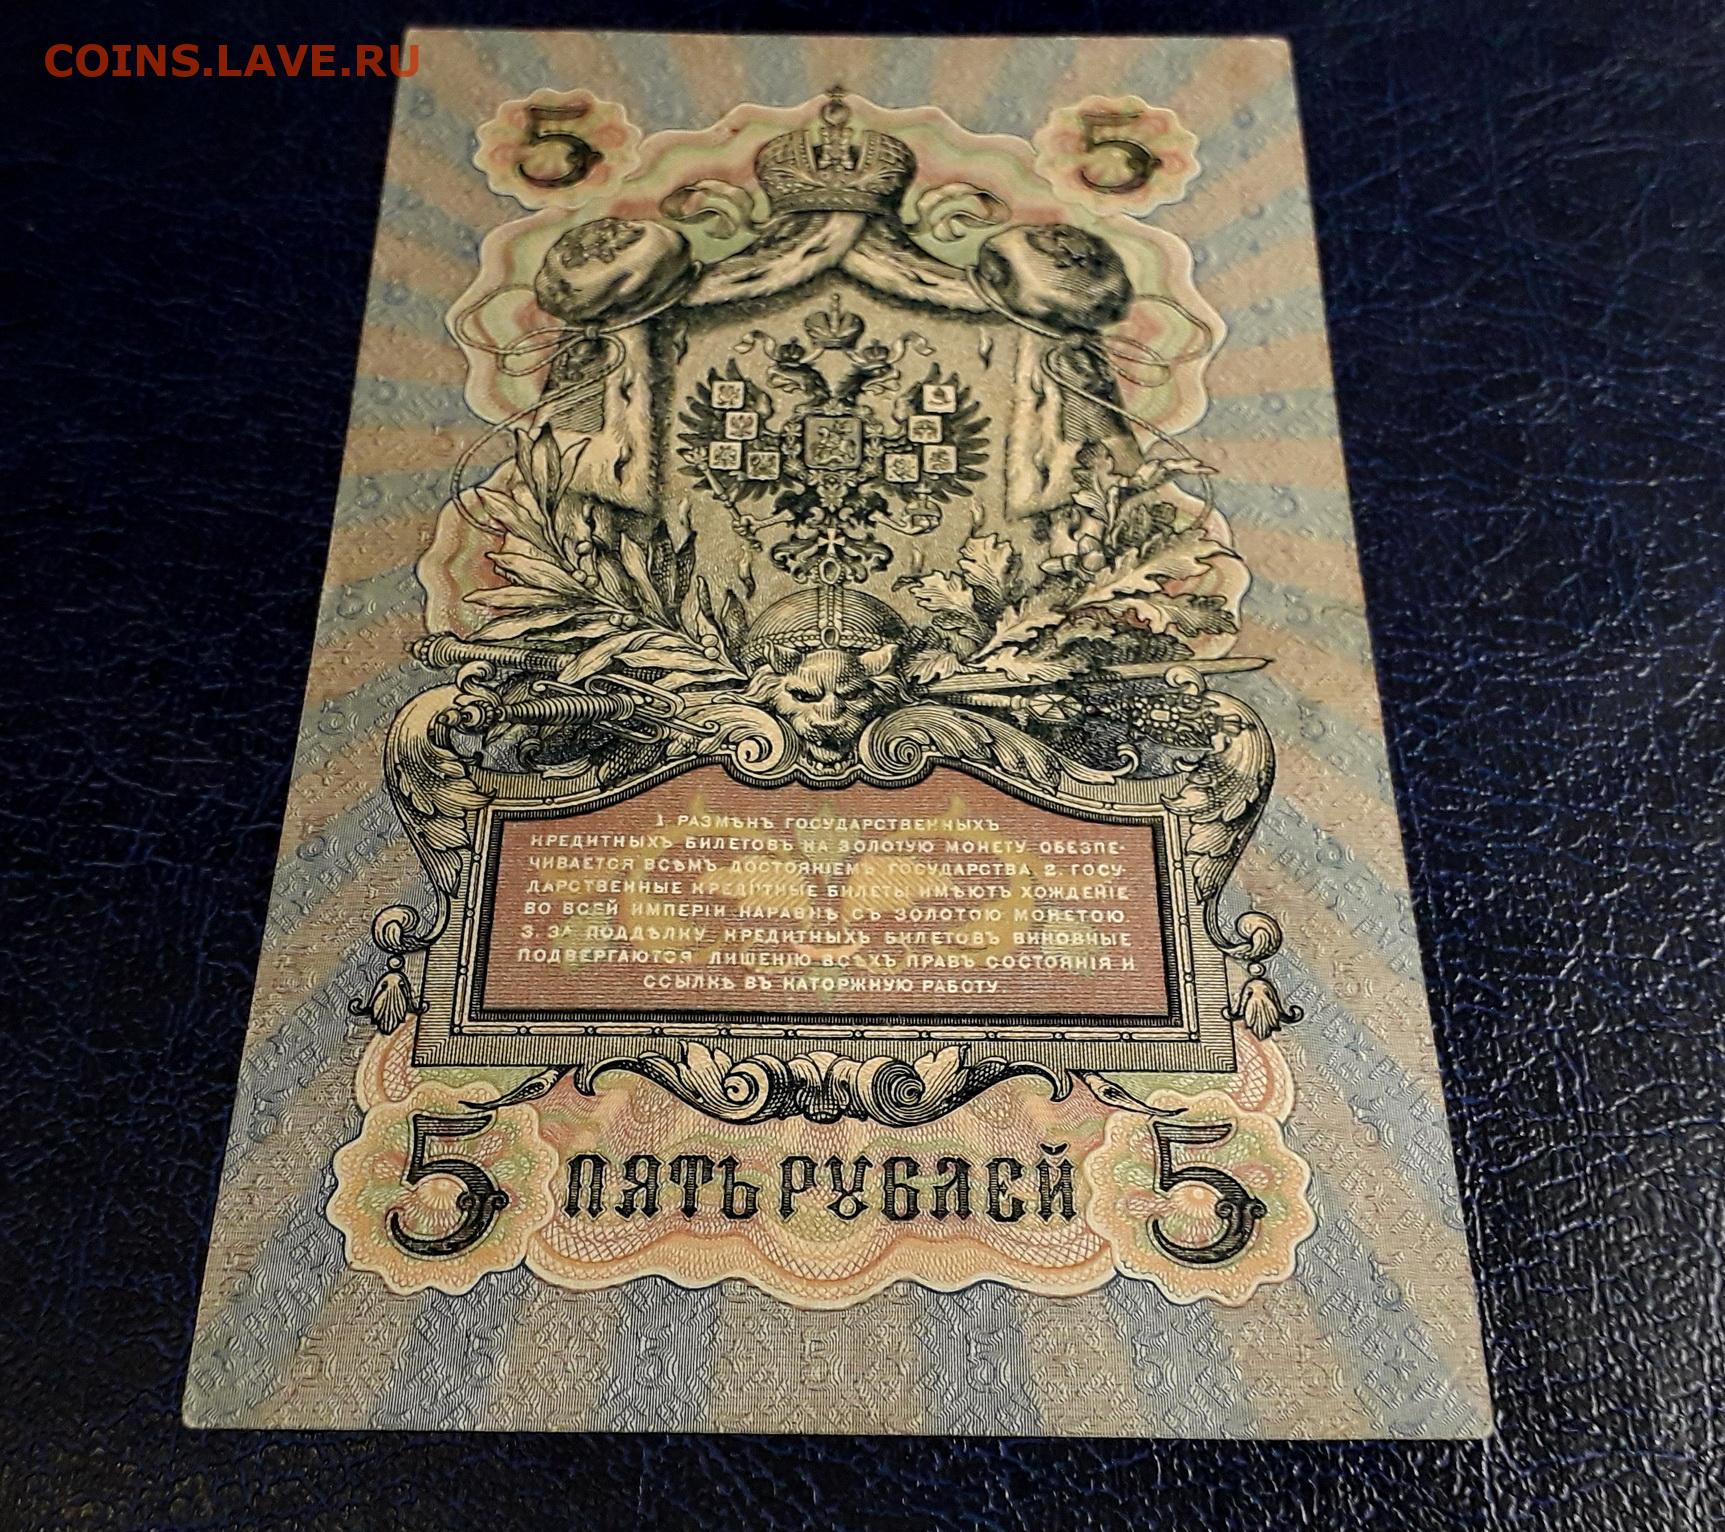 COINS.LAVE.RU
5 5
1. РАЗМѢНЪ ГОСУДАРСТВЕННЫХЪ
КРЕДИТНЫХЪ БИЛЕТОВЪ НА ЗОЛОТУЮ МОНЕТУ ОБЕЗПЕ-
ЧИВАЕТСЯ ВСѢМЪ ДОСТОЯНІЕМЪ ГОСУДАРСТВА. 2. ГОСУ-
ДАРСТВЕННЫЕ КРЕДИТНЫЕ БИЛЕТЫ ИМѢЮТЪ ХОЖДЕНІЕ
ВО ВСЕЙ ИМПЕРІИ НАРАВНѢ СЪ ЗОЛОТОЮ МОНЕТОЮ.
3. ЗА ПОДДѢЛКУ КРЕДИТНЫХЪ БИЛЕТОВЪ ВИНОВНЫЕ
ПОДВЕРГАЮТСЯ ЛИШЕНІЮ ВСѢХЪ ПРАВЪ СОСТОЯНІЯ И
ССЫЛКѢ ВЪ КАТОРЖНУЮ РАБОТУ.
5 ПЯТЬ РУБЛЕЙ 5